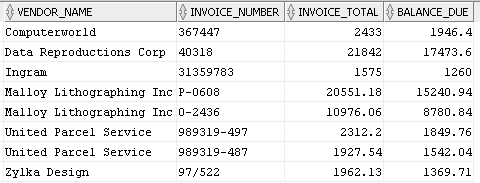 VENDOR_NAME INVOICE_NUMBER INVOICE_TOTAL BALANCE_DUE
Computerworld 367447 2433 1946.4
Data Reproductions Corp 40318 21842 17473.6
Ingram 31359783 1575 1260
Malloy Lithographing Inc P-0608 20551.18 15240.94
Malloy Lithographing Inc 0-2436 10976.06 8780.84
United Parcel Service 989319-497 2312.2 1849.76
United Parcel Service 989319-487 1927.54 1542.04
Zylka Design 97/522 1962.13 1369.71